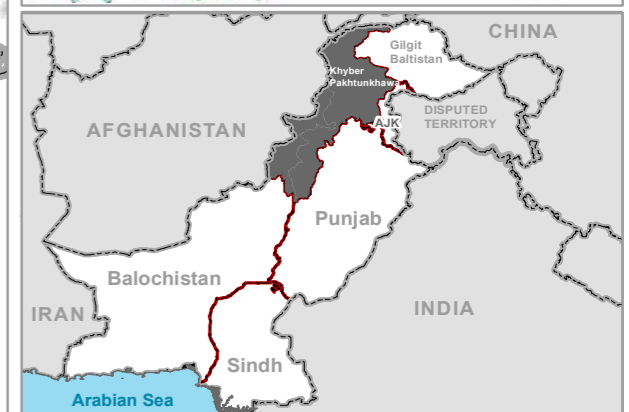 CHINA
Gilgit
Baltistan
Khyber
Pakhtunkhawa
DISPUTED
TERRITORY
AJK
AFGHANISTAN
Punjab
Balochistan
IRAN
INDIA
Sindh
Arabian Sea